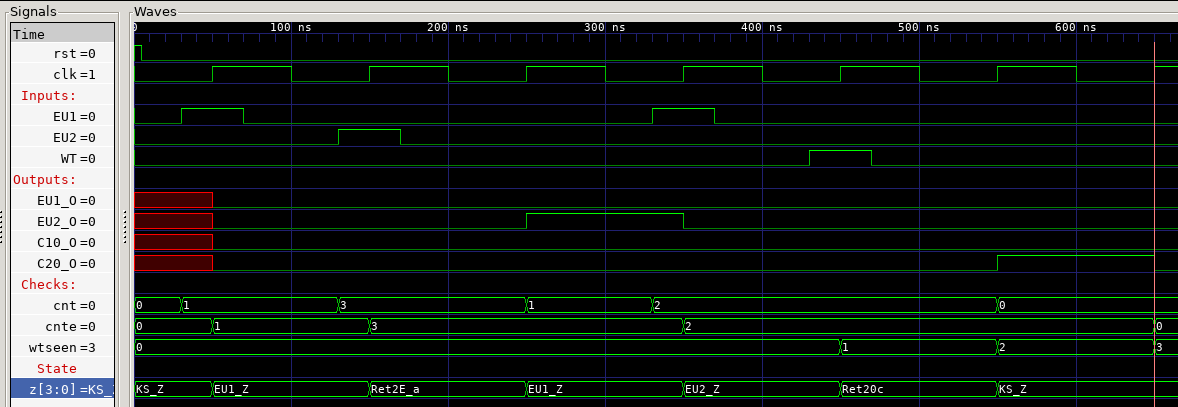 Signals
Waves
Time
0 100 ns 200 ns 300 ns 400 ns 500 ns 600 ns
rst =0
clk =1
Inputs:
EU1 =0
EU2 =0
WT =0
Outputs:
EU1_O =0
EU2_O =0
C10_O =0
C20_O =0
Checks:
cnt =0 0 1 3 1 2 0
cnte =0 0 1 3 2 0
wtseen =3 0 1 2 3
State
z[3:0] =KS_ KS_Z EU1_Z Ret2E_a EU1_Z EU2_Z Ret20c KS_Z